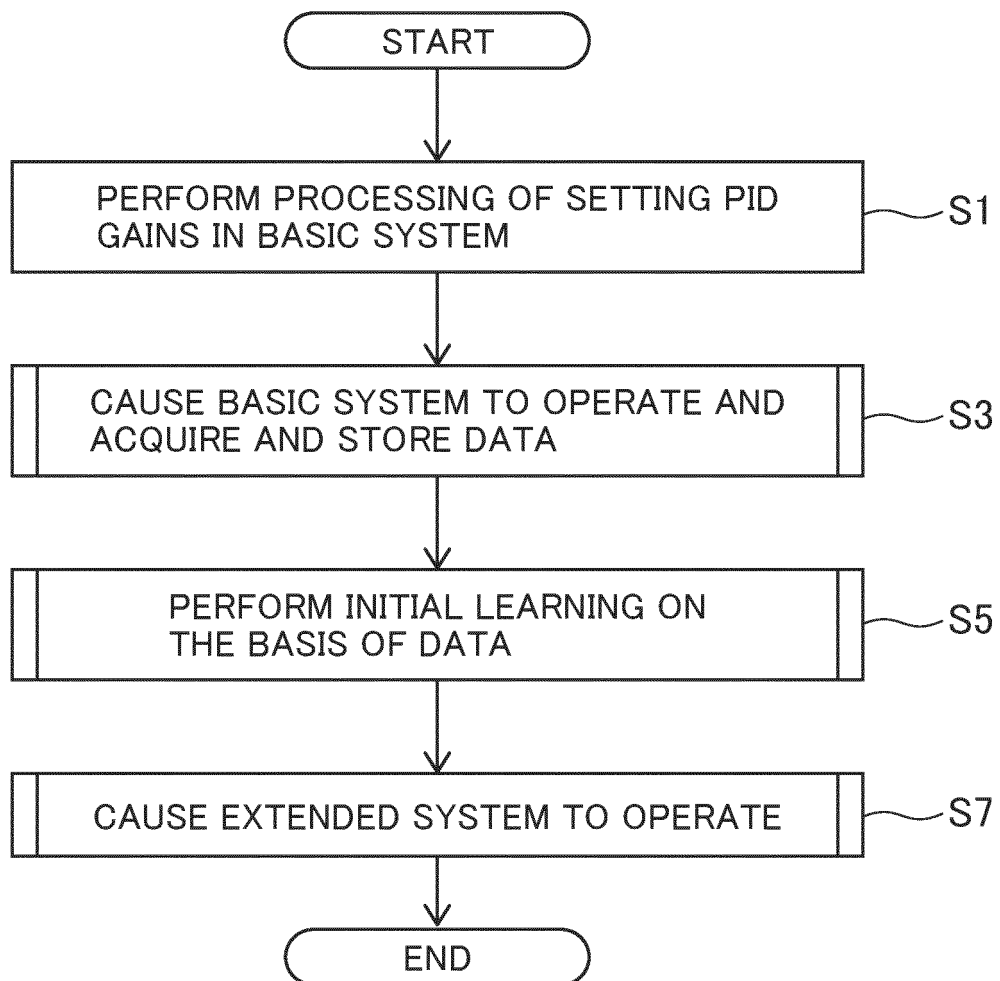 START
PERFORM PROCESSING OF SETTING PID
GAINS IN BASIC SYSTEM
S1
CAUSE BASIC SYSTEM TO OPERATE AND
ACQUIRE AND STORE DATA
S3
PERFORM INITIAL LEARNING ON
THE BASIS OF DATA
S5
CAUSE EXTENDED SYSTEM TO OPERATE
S7
END